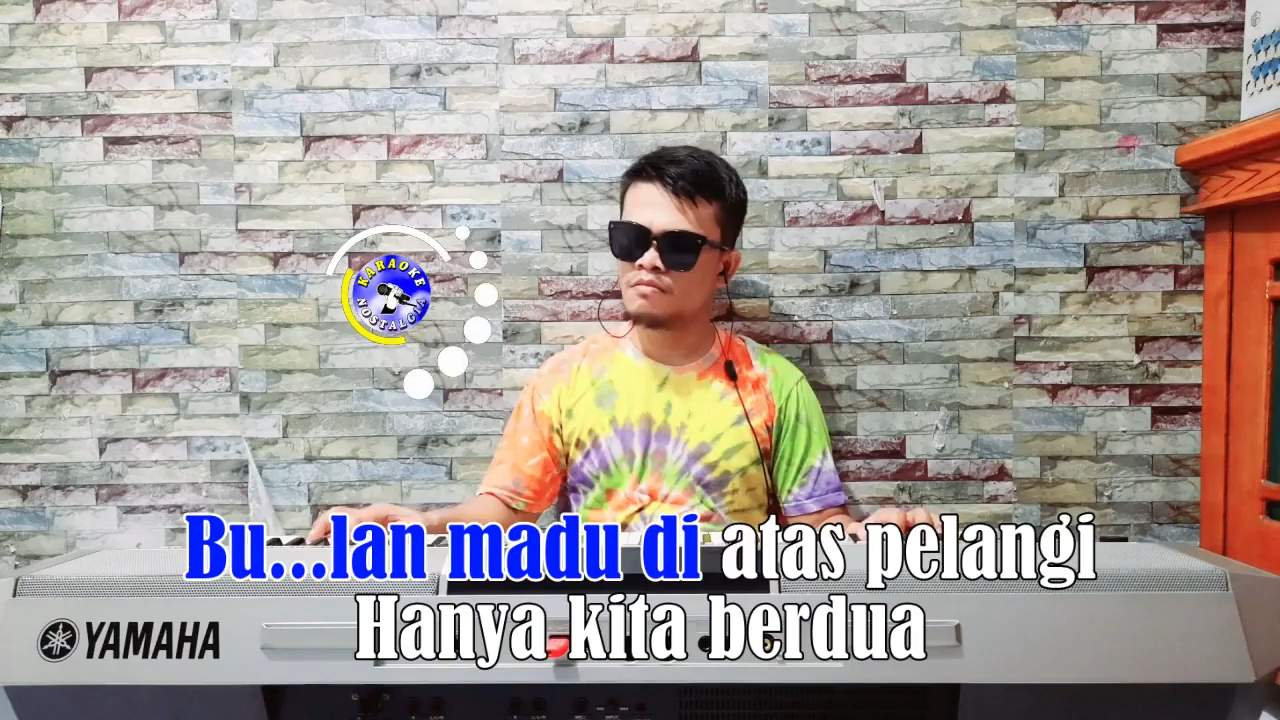 KARAOKE
NOSTALGIA
Bu...lan madu di atas pelangi
Hanya kita berdua
YAMAHA